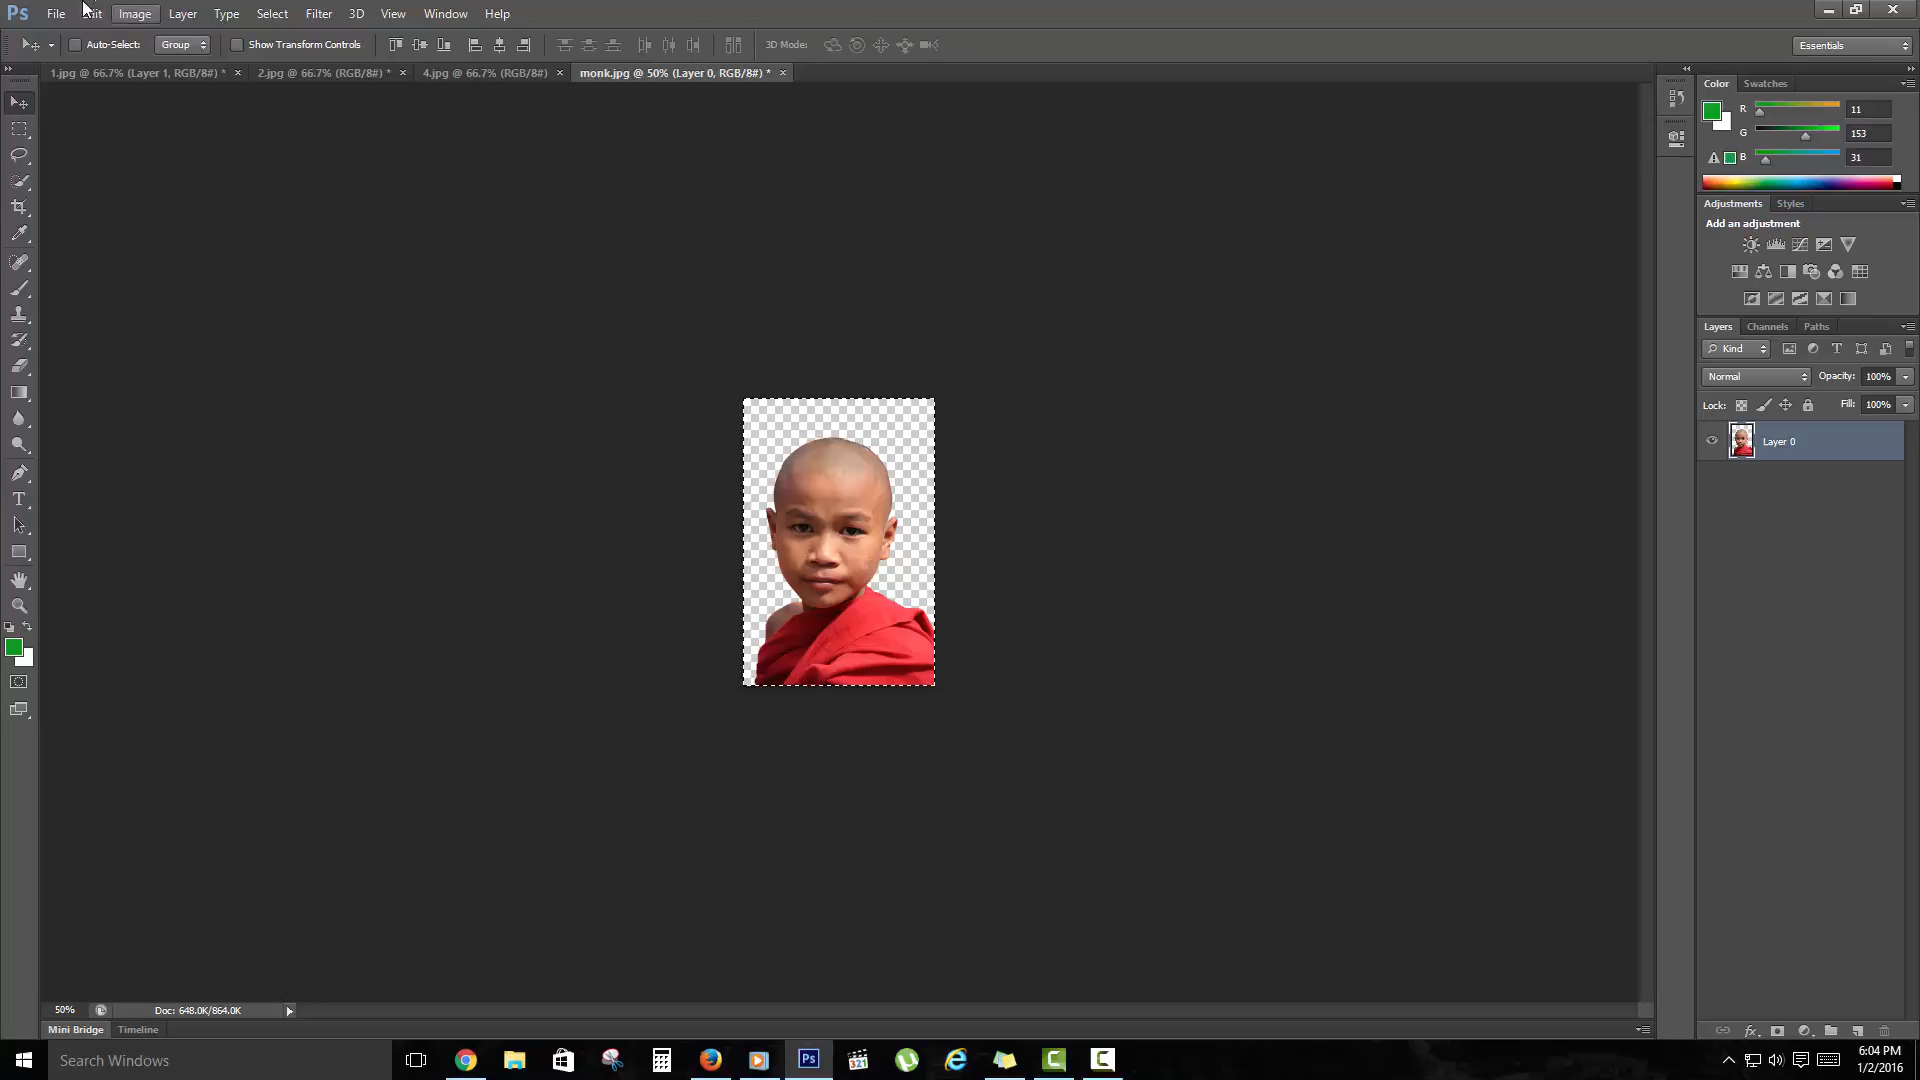 Ps File Edit Image Layer Type Select Filter 3D View Window Help
Auto-Select: Group Show Transform Controls 3D Mode: Essentials
1.jpg @ 66.7% (Layer 1, RGB/8#) * × 2.jpg @ 66.7% (RGB/8#) * × 4.jpg @ 66.7% (RGB/8#) × monk.jpg @ 50% (Layer 0, RGB/8#) * ×
Color Swatches
R 11
G 153
B 31
Adjustments Styles
Add an adjustment
Layers Channels Paths
Kind
Normal Opacity: 100%
Lock: Fill: 100%
Layer 0
50% Doc: 648.0K/864.0K
Mini Bridge Timeline
Search Windows
Ps
321
6:04 PM
1/2/2016